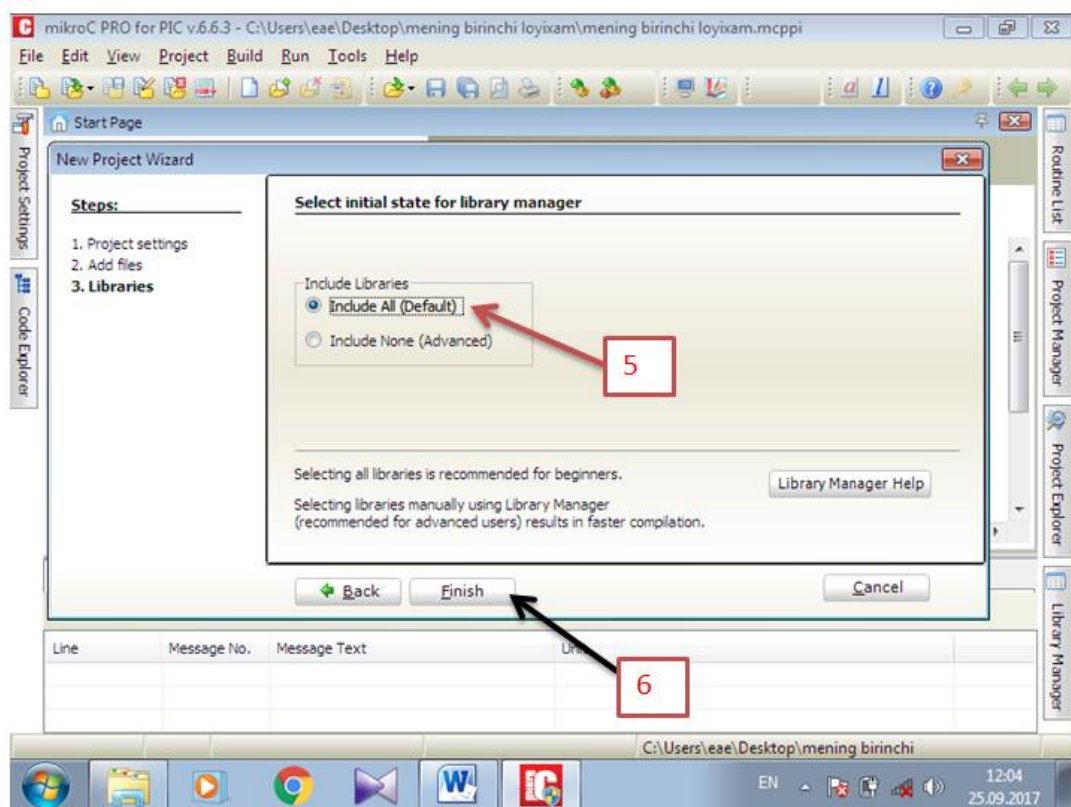 mikroC PRO for PIC v.6.6.3 - C:\Users\eae\Desktop\mening birinchi loyixam\mening birinchi loyixam.mcppi
File Edit View Project Build Run Tools Help
Start Page
New Project Wizard
Steps:
1. Project settings
2. Add files
3. Libraries
Select initial state for library manager
Include Libraries
Include All (Default)
Include None (Advanced)
5
Selecting all libraries is recommended for beginners.
Selecting libraries manually using Library Manager
(recommended for advanced users) results in faster compilation.
Library Manager Help
Back
Finish
Cancel
6
Line
Message No.
Message Text
Project Settings
Code Explorer
Routine List
Project Manager
Project Explorer
Library Manager
C:\Users\eae\Desktop\mening birinchi
EN
12:04
25.09.2017